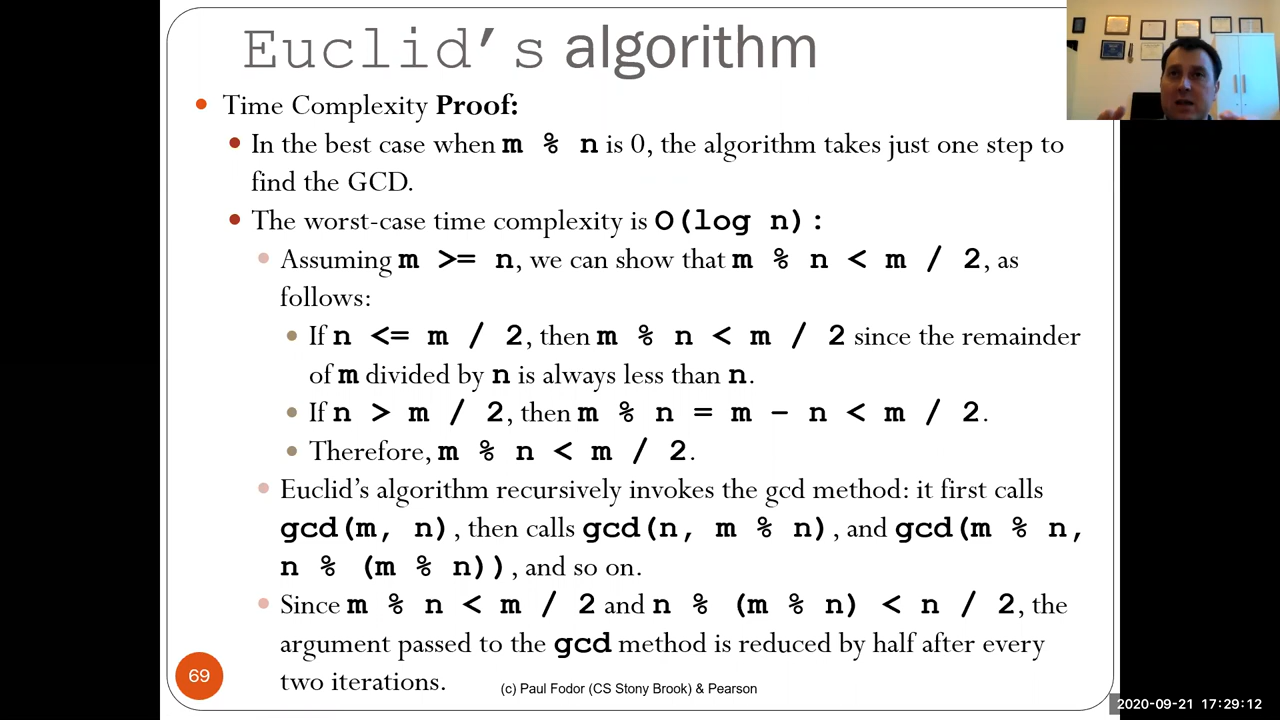 Euclid's algorithm
• Time Complexity Proof:
• In the best case when m % n is 0, the algorithm takes just one step to
find the GCD.
• The worst-case time complexity is O(log n):
• Assuming m >= n, we can show that m % n < m / 2, as
follows:
• If n <= m / 2, then m % n < m / 2 since the remainder
of m divided by n is always less than n.
• If n > m / 2, then m % n = m – n < m / 2.
• Therefore, m % n < m / 2.
• Euclid's algorithm recursively invokes the gcd method: it first calls
gcd(m, n), then calls gcd(n, m % n), and gcd(m % n,
n % (m % n)), and so on.
• Since m % n < m / 2 and n % (m % n) < n / 2, the
argument passed to the gcd method is reduced by half after every
two iterations.
69
(c) Paul Fodor (CS Stony Brook) & Pearson
2020-09-21 17:29:12